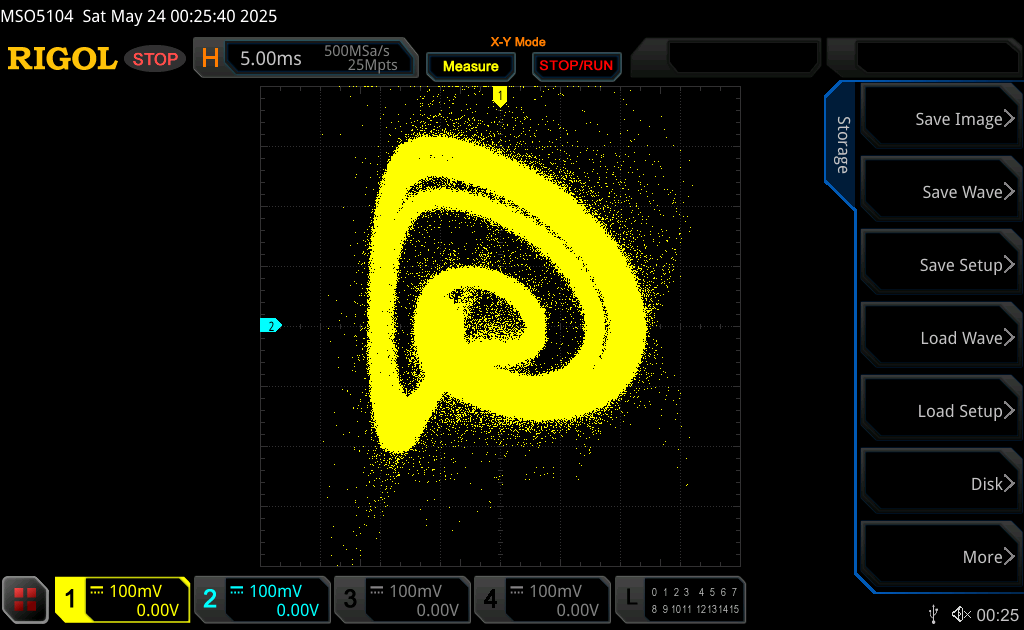 MSO5104 Sat May 24 00:25:40 2025
RIGOL STOP H 5.00ms 500MSa/s 25Mpts X-Y Mode Measure STOP/RUN
1
2
Storage
Save Image
Save Wave
Save Setup
Load Wave
Load Setup
Disk
More
1 100mV 0.00V 2 100mV 0.00V 3 100mV 0.00V 4 100mV 0.00V L 0 1 2 3 4 5 6 7
8 9 10 11 12 13 14 15
00:25